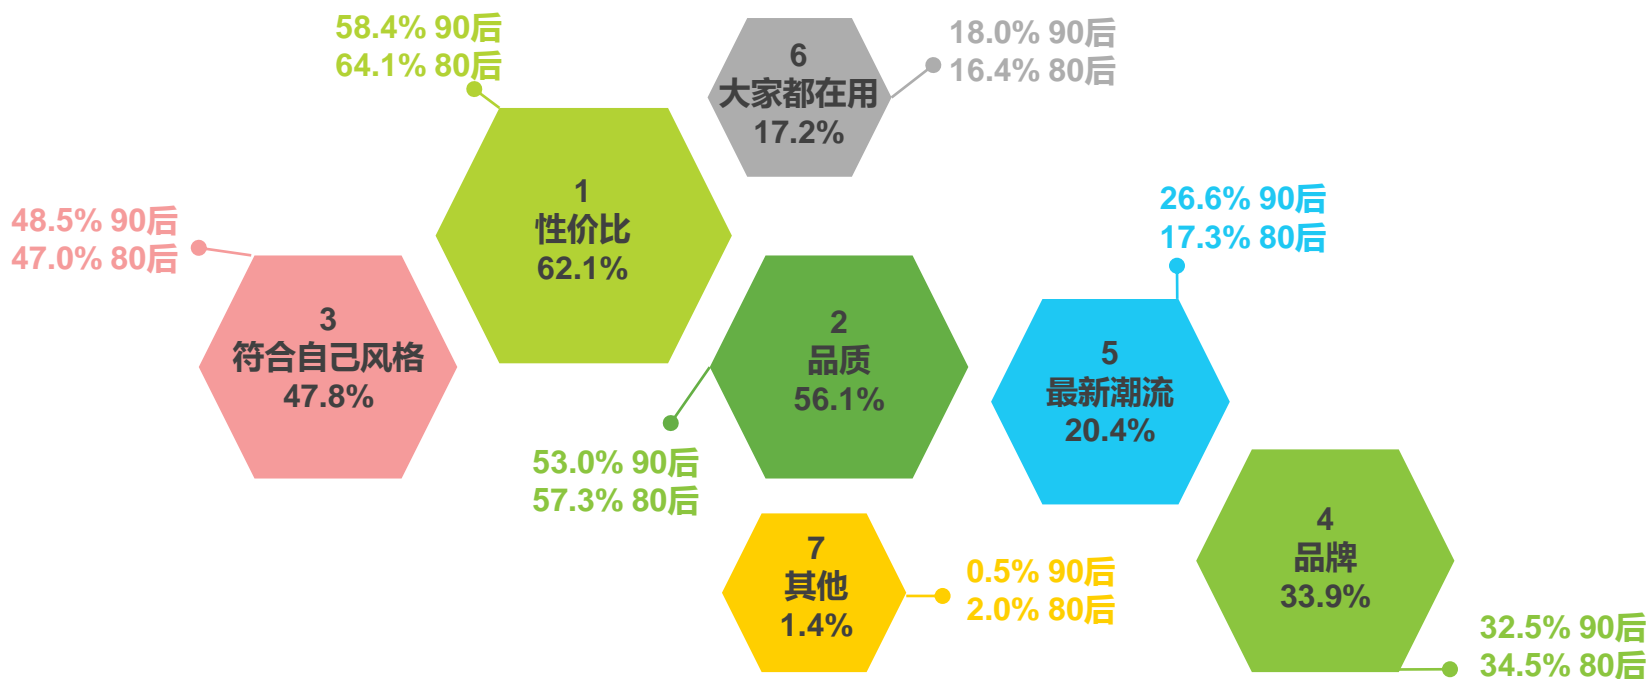 58.4% 90后
64.1% 80后
1
性价比
62.1%
6
大家都在用
17.2%
18.0% 90后
16.4% 80后
48.5% 90后
47.0% 80后
3
符合自己风格
47.8%
2
品质
56.1%
53.0% 90后
57.3% 80后
26.6% 90后
17.3% 80后
5
最新潮流
20.4%
7
其他
1.4%
0.5% 90后
2.0% 80后
4
品牌
33.9%
32.5% 90后
34.5% 80后